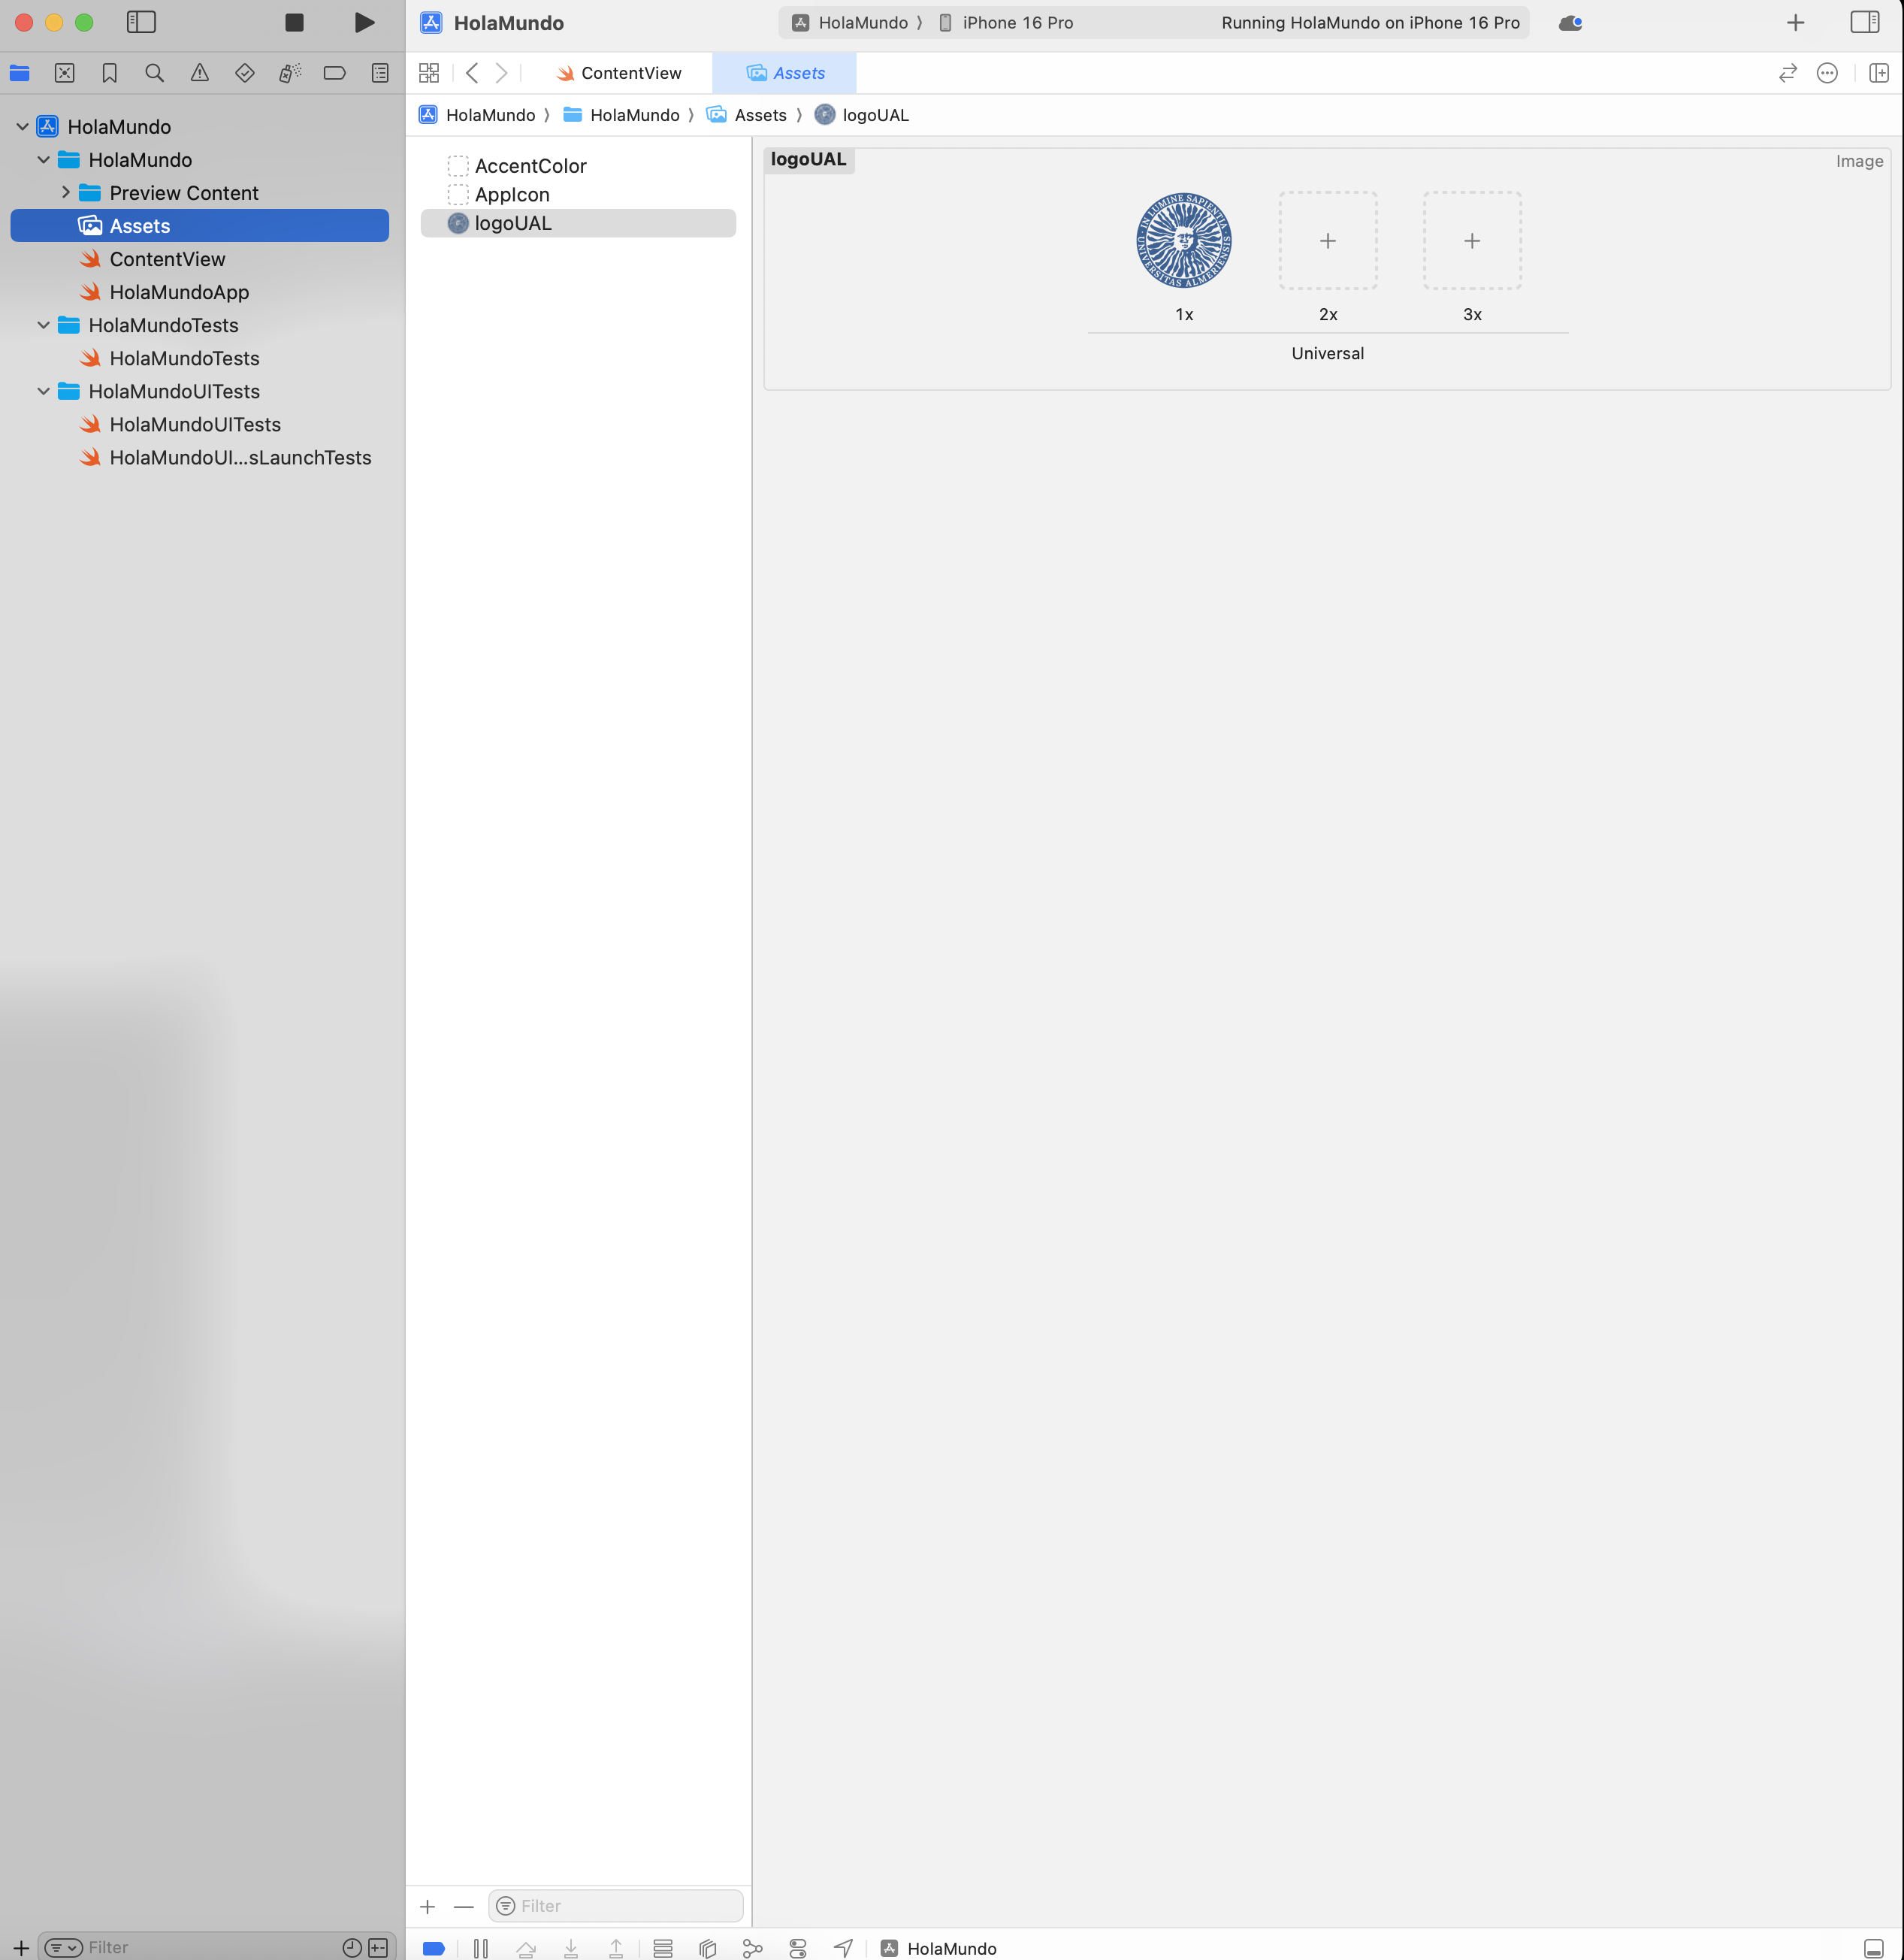 HolaMundo
HolaMundo
iPhone 16 Pro
Running HolaMundo on iPhone 16 Pro
ContentView
Assets
HolaMundo
HolaMundo
Assets
logoUAL
HolaMundo
HolaMundo
Preview Content
Assets
ContentView
HolaMundoApp
HolaMundoTests
HolaMundoTests
HolaMundoUITests
HolaMundoUITests
HolaMundoUI...sLaunchTests
AccentColor
AppIcon
logoUAL
logoUAL
Image
IN LUMINE SAPIENTIA
UNIVERSITAS ALMERIENSIS
1x
2x
3x
Universal
Filter
Filter
HolaMundo